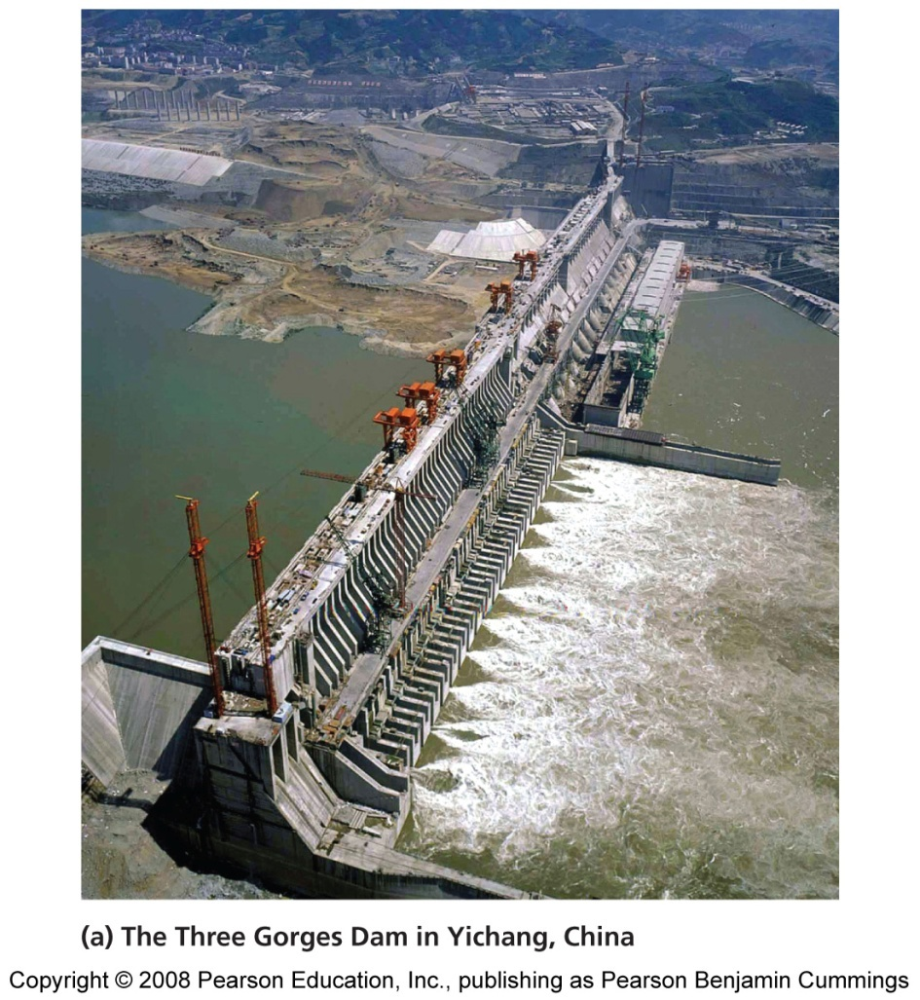 (a) The Three Gorges Dam in Yichang, China
Copyright © 2008 Pearson Education, Inc., publishing as Pearson Benjamin Cummings